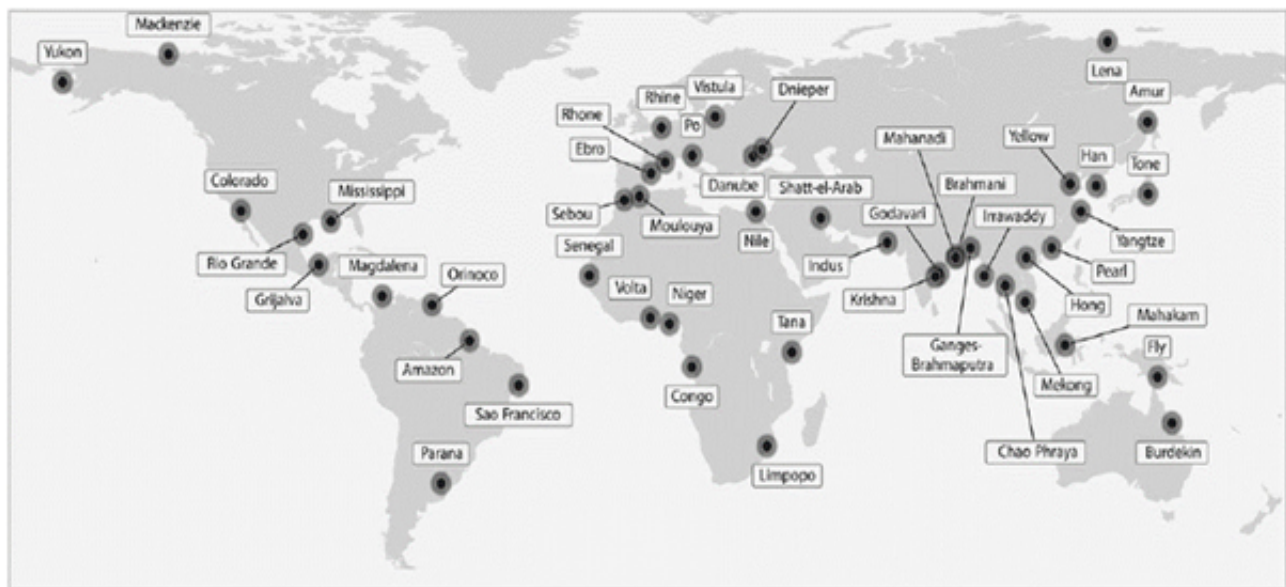 Mackenzie
Yukon
Lena
Amur
Rhine
Vistula
Dnieper
Rhone
Po
Mahanadi
Yellow
Han
Tone
Ebro
Colorado
Mississippi
Danube
Shatt-el-Arab
Brahmani
Sebou
Moulouya
Nile
Godavari
Irrawaddy
Yangtze
Rio Grande
Magdalena
Orinoco
Senegal
Indus
Pearl
Grijalva
Volta
Niger
Krishna
Hong
Tana
Mahakam
Amazon
Ganges-
Brahmaputra
Fly
Congo
Mekong
Sao Francisco
Parana
Limpopo
Chao Phraya
Burdekin